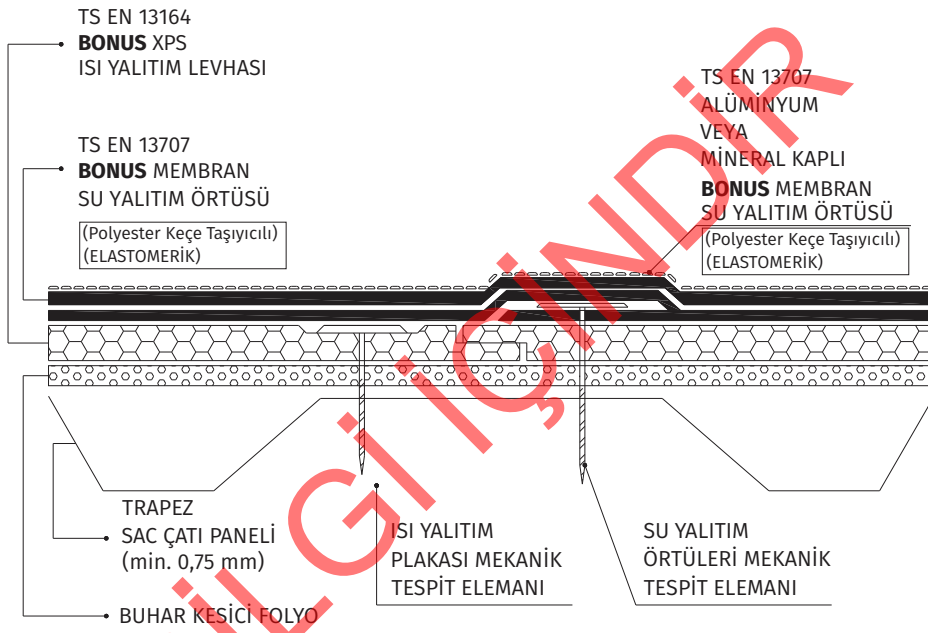 TS EN 13164
BONUS XPS
ISI YALITIM LEVHASI
TS EN 13707
BONUS MEMBRAN
SU YALITIM ÖRTÜSÜ
(Polyester Keçe Taşıyıcılı)
(ELASTOMERİK)
TS EN 13707
ALÜMİNYUM
VEYA
MİNERAL KAPLI
BONUS MEMBRAN
SU YALITIM ÖRTÜSÜ
(Polyester Keçe Taşıyıcılı)
(ELASTOMERİK)
TRAPEZ
SAC ÇATI PANELİ
(min. 0,75 mm)
ISI YALITIM
PLAKASI MEKANİK
TESPİT ELEMANI
SU YALITIM
ÖRTÜLERİ MEKANİK
TESPİT ELEMANI
BUHAR KESİCİ FOLYO
İLGİ İÇİNDİR